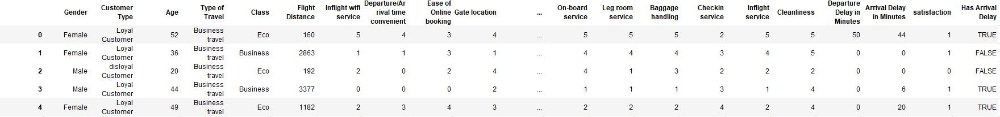 Gender Customer Type Age Type of Travel Class Flight Distance Inflight wifi service Departure/Arrival time convenient Ease of Online booking Gate location ... On-board service Leg room service Baggage handling Checkin service Inflight service Cleanliness Departure Delay in Minutes Arrival Delay in Minutes satisfaction Has Arrival Delay
0 Female Loyal Customer 52 Business travel Eco 160 5 4 3 4 ... 5 5 5 2 5 5 50 44 1 TRUE
1 Female Loyal Customer 36 Business travel Business 2863 1 1 3 1 ... 4 4 4 3 4 5 0 0 1 FALSE
2 Male disloyal Customer 20 Business travel Eco 192 2 0 2 4 ... 4 1 3 2 2 2 0 0 0 FALSE
3 Male Loyal Customer 44 Business travel Business 3377 0 0 0 2 ... 1 1 1 3 1 4 0 6 1 TRUE
4 Female Loyal Customer 49 Business travel Eco 1182 2 3 4 3 ... 2 2 2 4 2 4 0 20 1 TRUE